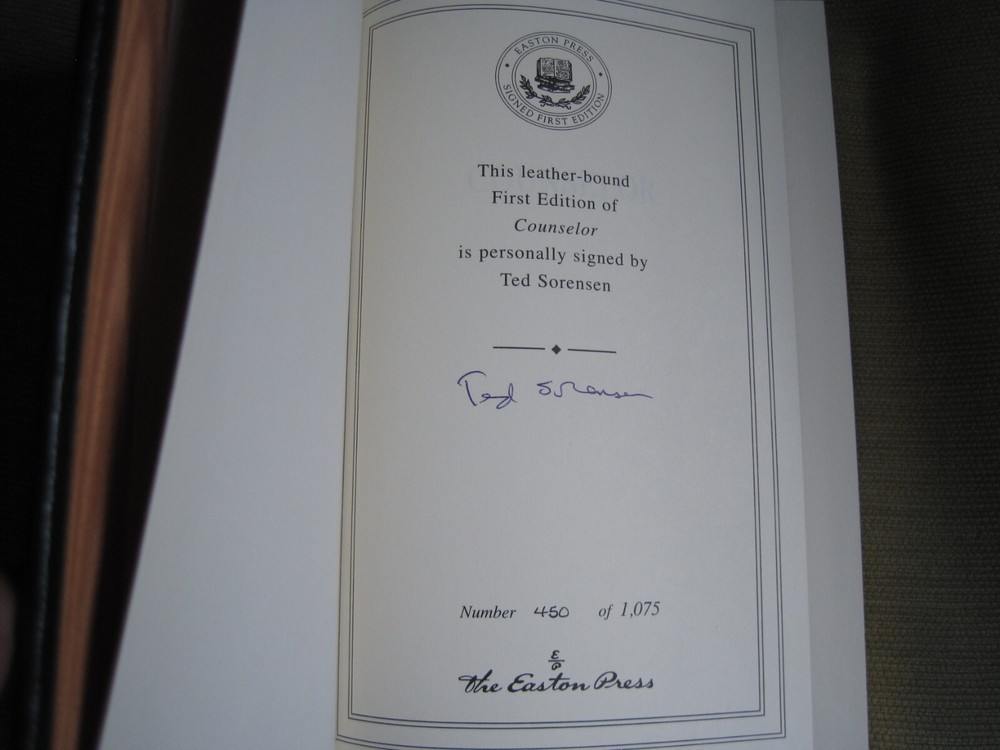 EASTON PRESS
SIGNED FIRST EDITION
This leather-bound
First Edition of
Counselor
is personally signed by
Ted Sorensen
Ted Sorensen
Number 450 of 1,075
E
P
The Easton Press